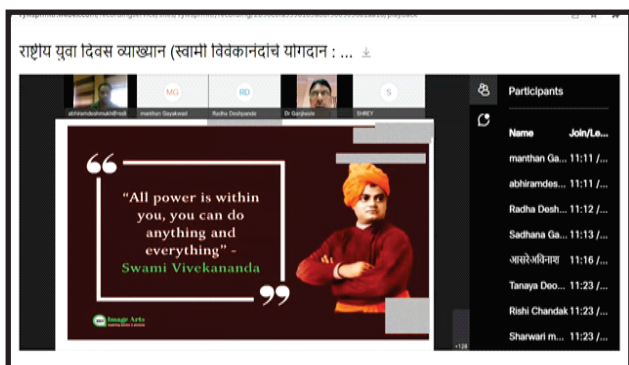 राष्ट्रीय युवा दिवस व्याख्यान (स्वामी विवेकानंदांचे योगदान : ...
MG
RD
S
manthan Gayakwad
Radha Deshpande
SHREY
“All power is within
you, you can do
anything and
everything” -
Swami Vivekananda
Image Arts
+128
Participants
Name Join/Le...
manthan Ga... 11:11 /...
abhiramdes... 11:11 /...
Radha Desh... 11:12 /...
Sadhana Ga... 11:13 /...
आसरेअविनाश 11:16 /...
Tanaya Deo... 11:23 /...
Rishi Chandak 11:23 /...
Sharwari m... 11:23 /...